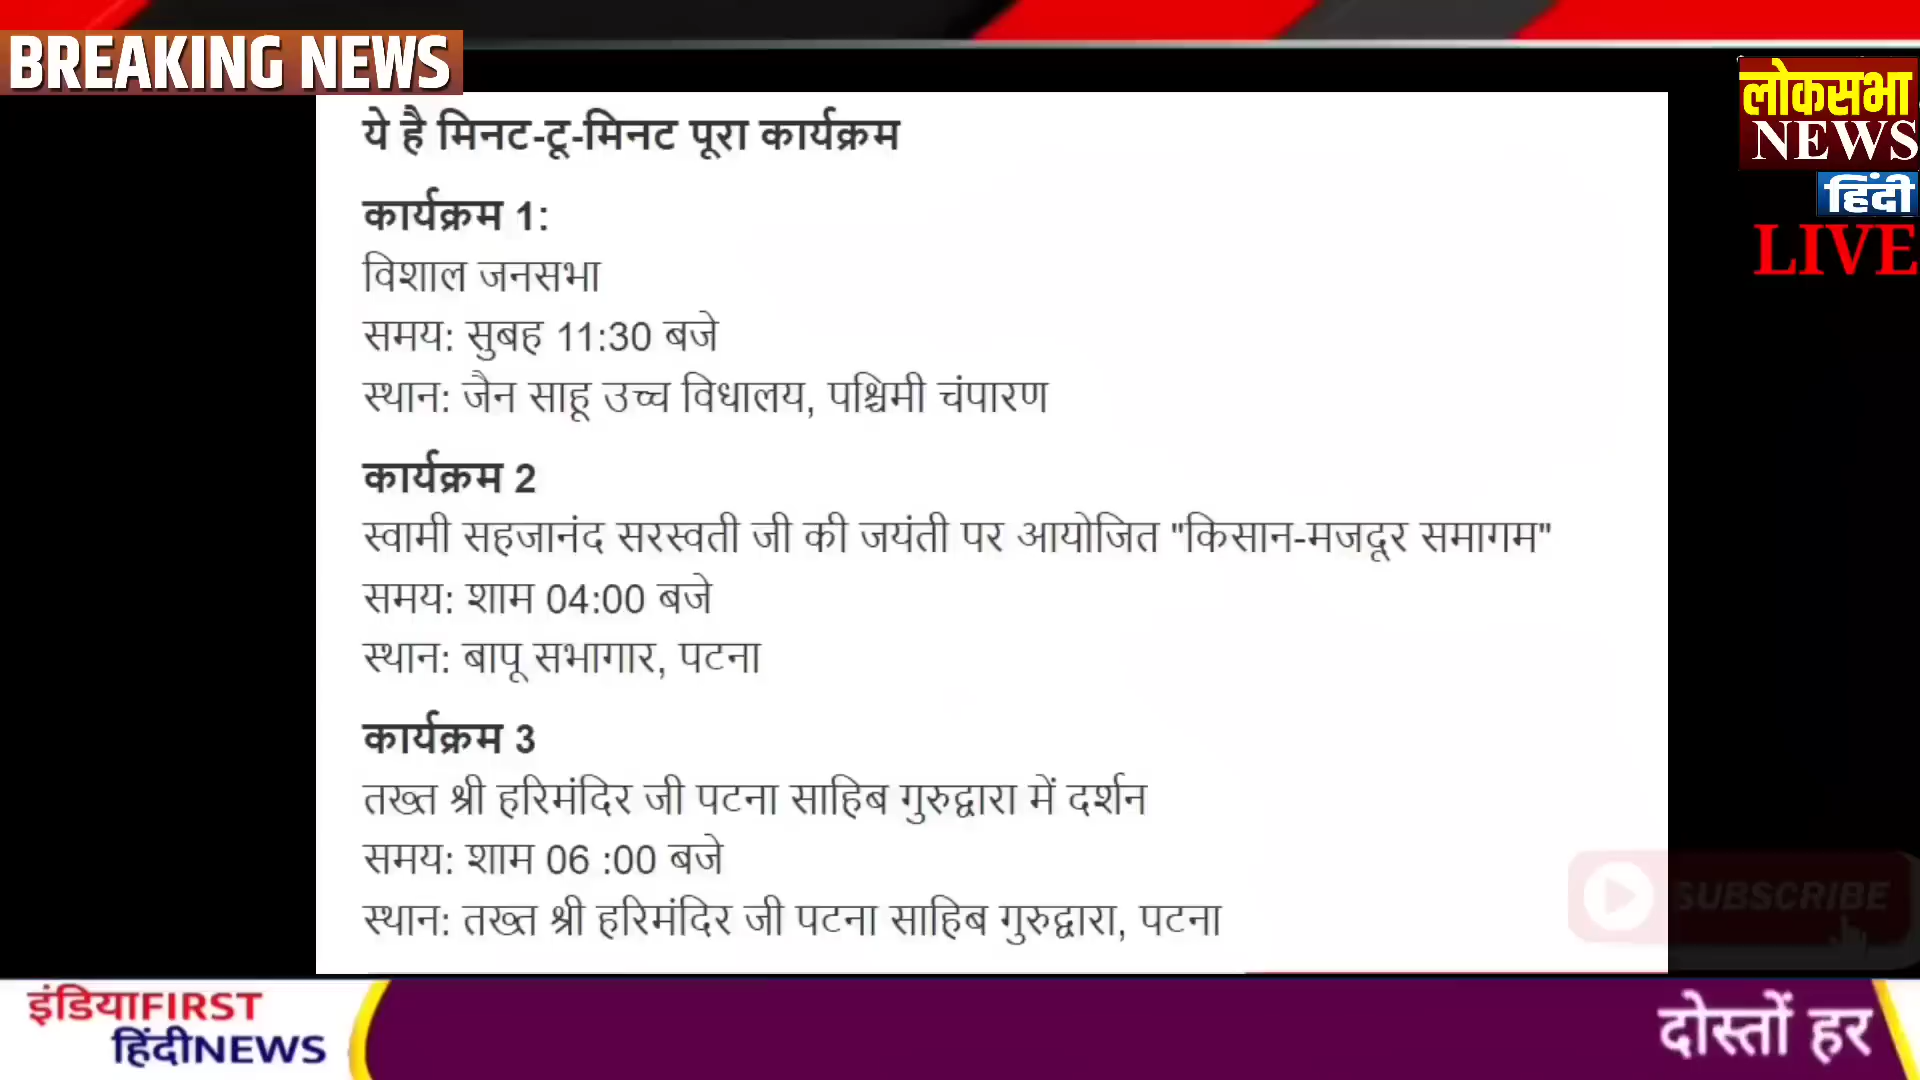 BREAKING NEWS
लोकसभा
NEWS
हिंदी
LIVE
ये है मिनट-टू-मिनट पूरा कार्यक्रम
कार्यक्रम 1:
विशाल जनसभा
समय: सुबह 11:30 बजे
स्थान: जैन साहू उच्च विधालय, पश्चिमी चंपारण
कार्यक्रम 2
स्वामी सहजानंद सरस्वती जी की जयंती पर आयोजित "किसान-मजदूर समागम"
समय: शाम 04:00 बजे
स्थान: बापू सभागार, पटना
कार्यक्रम 3
तख्त श्री हरिमंदिर जी पटना साहिब गुरुद्वारा में दर्शन
समय: शाम 06 :00 बजे
स्थान: तख्त श्री हरिमंदिर जी पटना साहिब गुरुद्वारा, पटना
SUBSCRIBE
इंडियाFIRST
हिंदीNEWS
दोस्तों हर